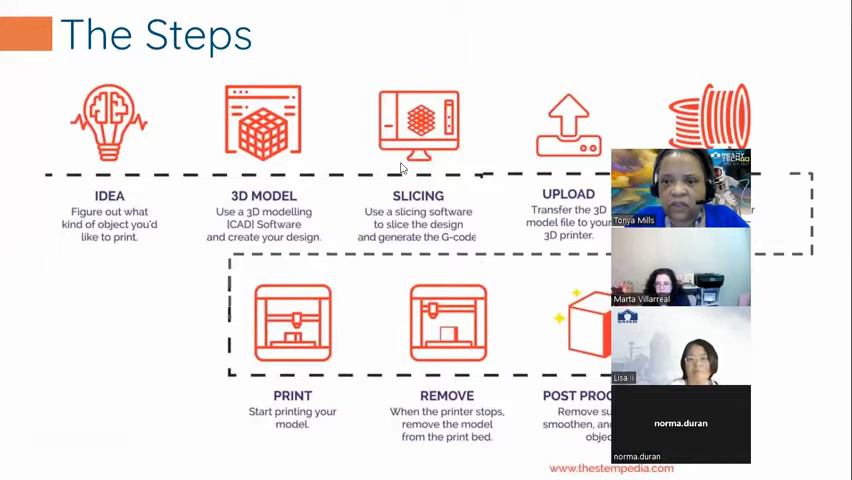 The Steps
IDEA
Figure out what
kind of object you'd
like to print.
3D MODEL
Use a 3D modelling
[CAD] Software
and create your design.
SLICING
Use a slicing software
to slice the design
and generate the G-code
UPLOAD
Transfer the 3D
model file to your
3D printer.
READY
TECHGO
Tonya Mills
Marta Villarreal
Lisa li
norma.duran
norma.duran
PRINT
Start printing your
model.
REMOVE
When the printer stops,
remove the model
from the print bed.
POST PROC
Remove su
smoothen, an
objec
www.thestempedia.com